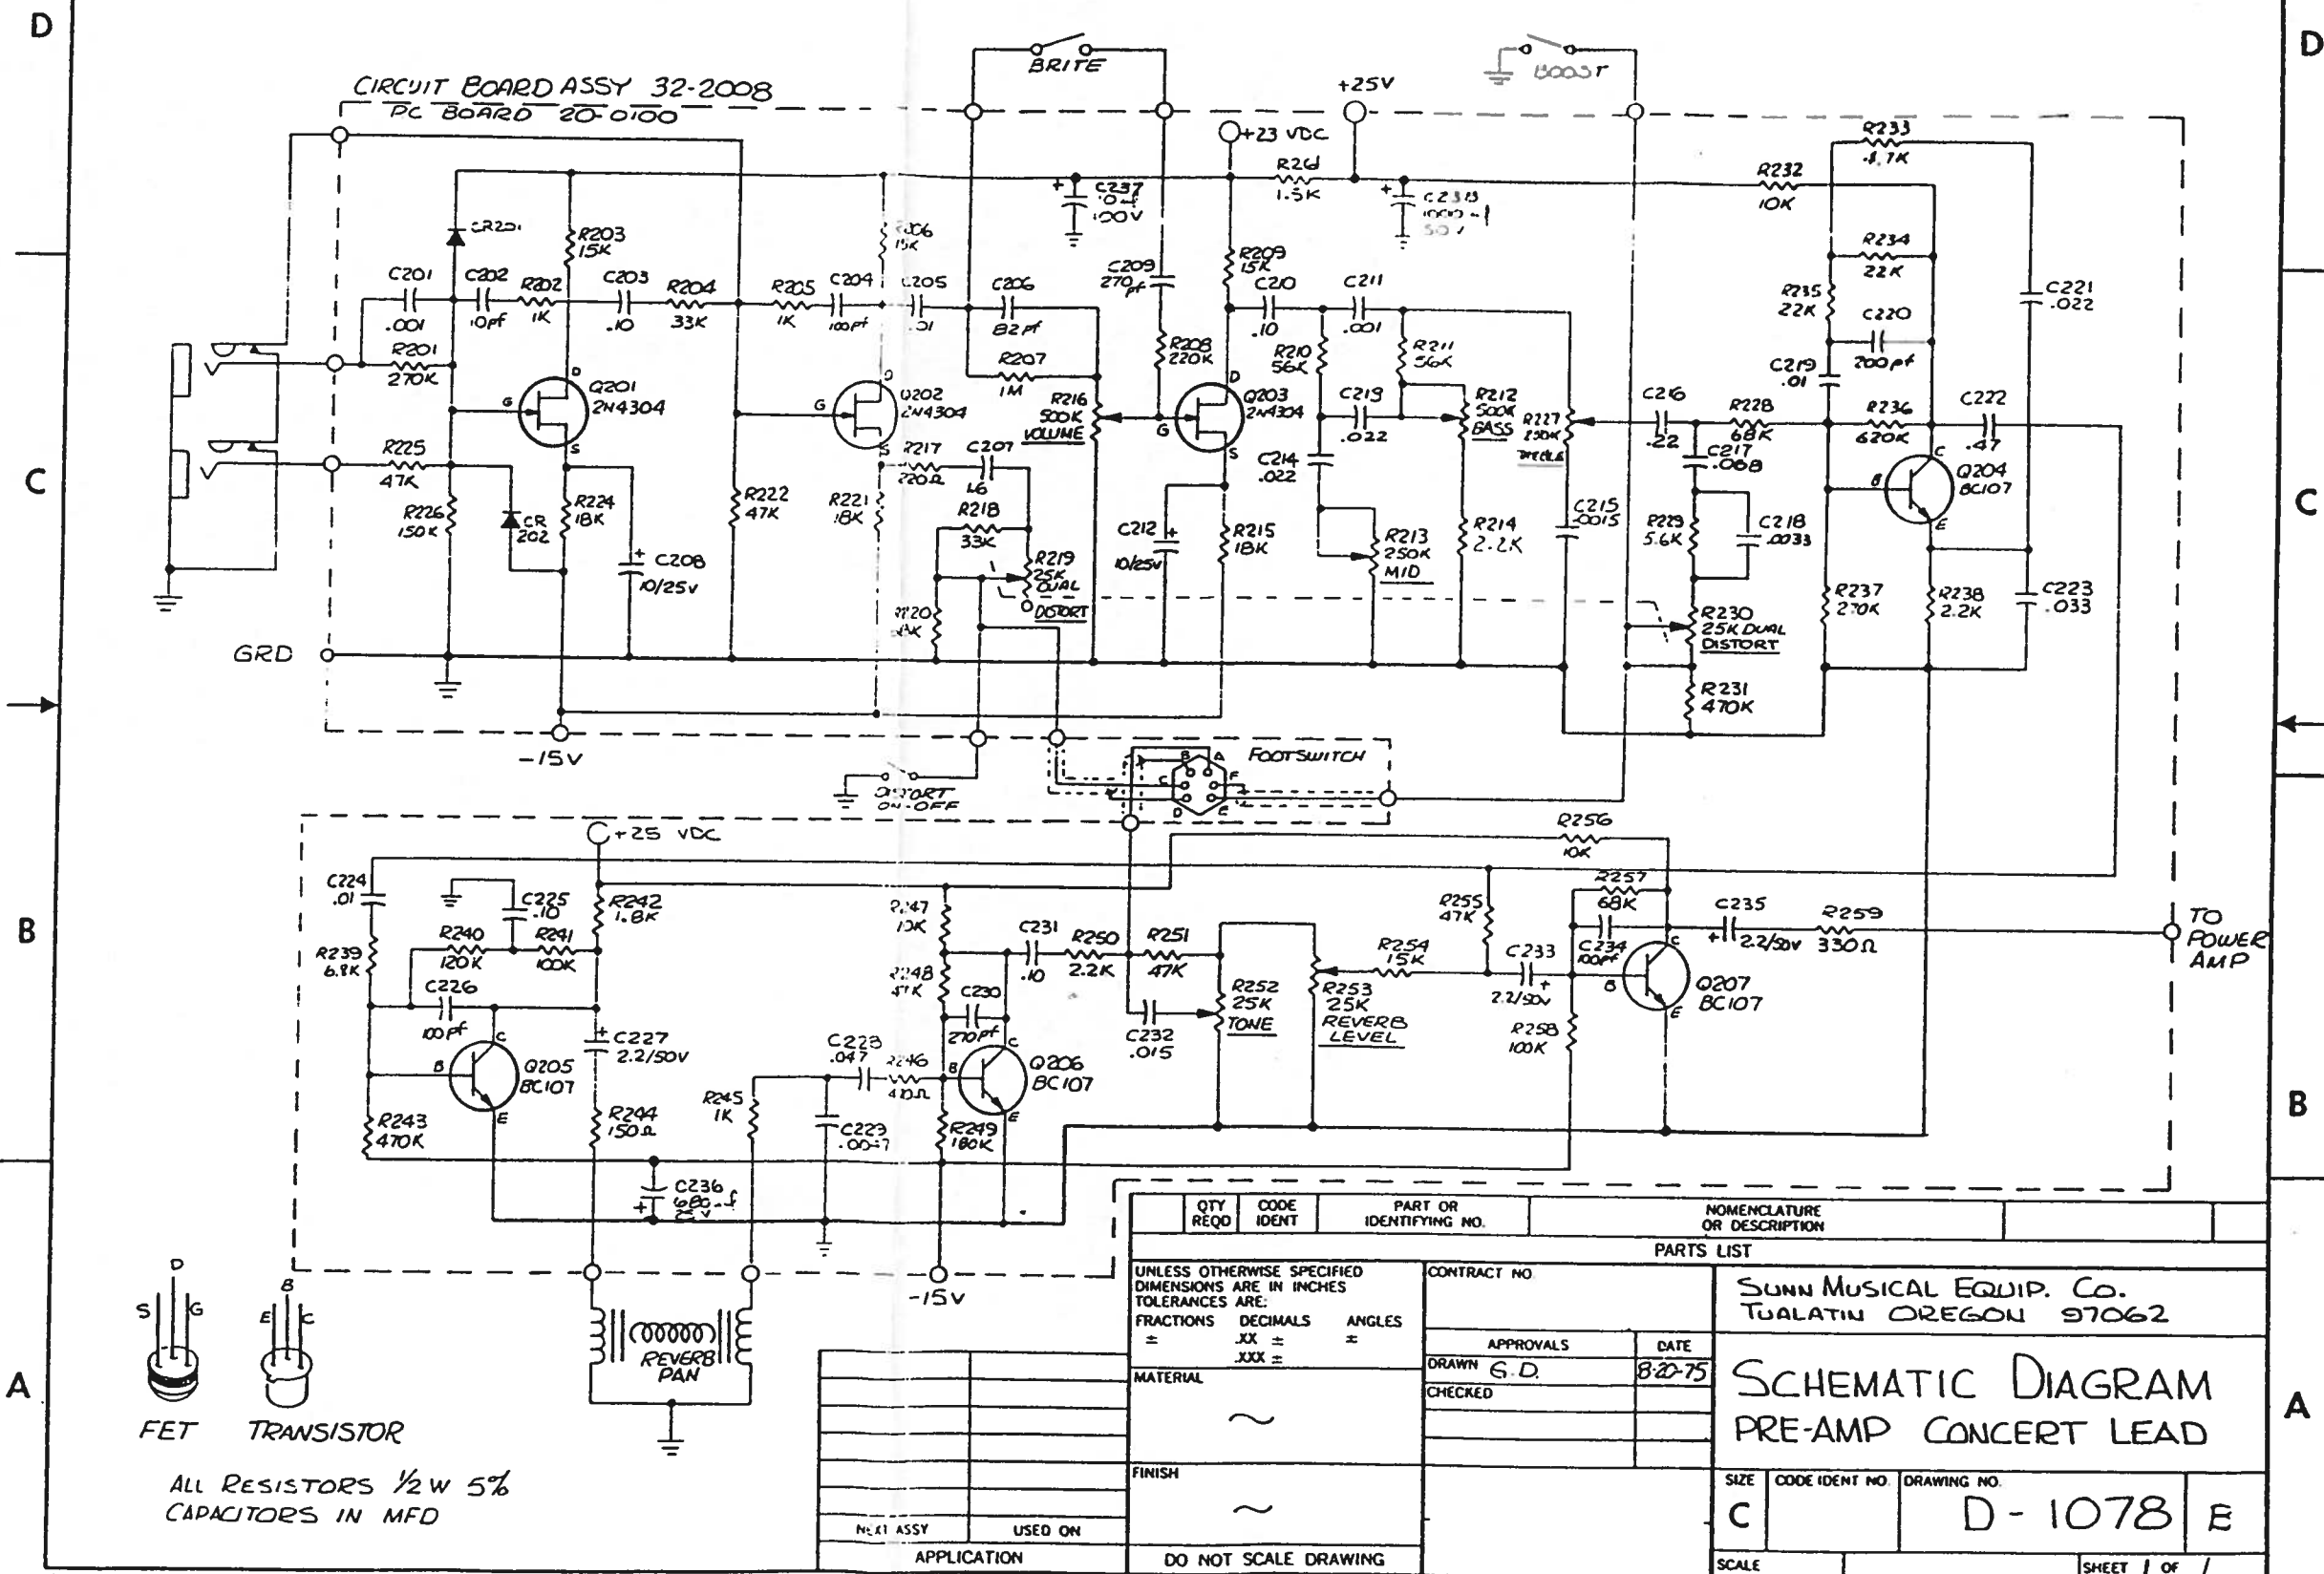 D
D
BRITE
BOOST
CIRCUIT BOARD ASSY 32-2008
PC BOARD 20-0100
+25V
+23 VDC
R233
R232
10K
C237
100V
1.5K
R234
22K
CR201
R203
15K
15K
R209
15K
C209
270
pf
C221
.022
R235
22K
C220
200pf
C201
.001
C202
10pf
R202
1K
C203
.10
R204
33K
R205
1K
C204
100pf
C205
.01
C206
82pf
C210
.10
C211
.001
R201
270K
R207
1M
R208
220K
R210
56K
R211
56K
C219
.01
Q201
2N4304
D
G
S
Q202
2N4304
D
G
S
R216
500K
VOLUME
Q203
2N4304
D
G
S
C213
.022
R212
500K
BASS
R227
250K
C216
.22
R228
68K
R236
620K
C222
.47
C
C
R225
47K
R217
220Ω
C207
C214
.022
C217
.068
Q204
BC107
C
B
E
R226
150K
CR
202
R224
18K
R222
47K
R221
18K
R218
33K
C212
10/25V
R215
18K
R214
2.2K
C215
.0015
R229
5.6K
C218
.0033
C208
10/25V
R219
25K
DUAL
DISTORT
R213
250K
MID
R237
270K
R238
2.2K
C223
.033
R230
25K DUAL
DISTORT
GRD
R231
470K
-15V
DISTORT
ON-OFF
FOOTSWITCH
A
B
C
D
E
F
+25 VDC
R256
10K
B
B
C224
.01
C225
.10
R242
1.8K
10K
R255
47K
R257
68K
C235
2.2/50V
R259
330Ω
TO
POWER
AMP
R239
6.8K
R240
120K
R241
100K
C231
.10
R250
2.2K
R251
47K
R254
15K
C233
2.2/50V
C234
100pf
C226
100pf
C230
270pf
R252
25K
TONE
R253
25K
REVERB
LEVEL
Q207
BC107
C
B
E
C227
2.2/50V
C232
.015
R258
100K
Q205
BC107
C
B
E
.047
Q206
BC107
C
B
E
R243
470K
R244
150Ω
R245
1K
C229
R249
180K
C236
-15V
REVERB
PAN
D
S
G
FET
B
E
C
TRANSISTOR
ALL RESISTORS 1/2 W 5%
CAPACITORS IN MFD
A
A
QTY
REQD
CODE
IDENT
PART OR
IDENTIFYING NO.
NOMENCLATURE
OR DESCRIPTION
PARTS LIST
UNLESS OTHERWISE SPECIFIED
DIMENSIONS ARE IN INCHES
TOLERANCES ARE:
FRACTIONS DECIMALS ANGLES
± .XX ± ±
.XXX ±
MATERIAL
~
FINISH
~
DO NOT SCALE DRAWING
NEXT ASSY
USED ON
APPLICATION
CONTRACT NO.
APPROVALS
DATE
DRAWN G.D. 8-20-75
CHECKED
SUNN MUSICAL EQUIP. CO.
TUALATIN OREGON 97062
SCHEMATIC DIAGRAM
PRE-AMP CONCERT LEAD
SIZE
C
CODE IDENT NO.
DRAWING NO.
D-1078
E
SCALE
SHEET 1 OF 1